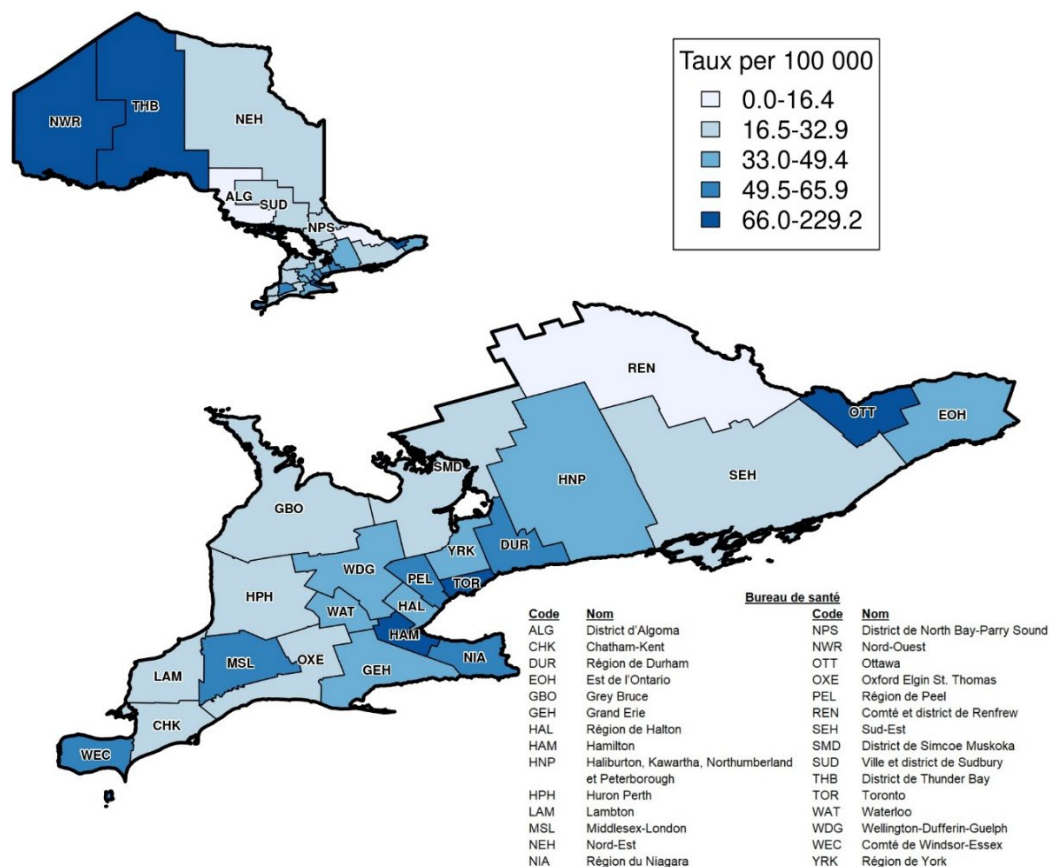 Taux per 100 000
0.0-16.4
16.5-32.9
33.0-49.4
49.5-65.9
66.0-229.2
NWR
THB
NEH
ALG
SUD
NPS
REN
OTT
EOH
SMD
HNP
SEH
GBO
YRK
DUR
WDG
PEL
TOR
HPH
WAT
HAL
HAM
MSL
OXE
NIA
LAM
GEH
CHK
WEC
Bureau de santé
Code Nom Code Nom
ALG District d’Algoma NPS District de North Bay-Parry Sound
CHK Chatham-Kent NWR Nord-Ouest
DUR Région de Durham OTT Ottawa
EOH Est de l’Ontario OXE Oxford Elgin St. Thomas
GBO Grey Bruce PEL Région de Peel
GEH Grand Erie REN Comté et district de Renfrew
HAL Région de Halton SEH Sud-Est
HAM Hamilton SMD District de Simcoe Muskoka
HNP Haliburton, Kawartha, Northumberland SUD Ville et district de Sudbury
et Peterborough THB District de Thunder Bay
HPH Huron Perth TOR Toronto
LAM Lambton WAT Waterloo
MSL Middlesex-London WDG Wellington-Dufferin-Guelph
NEH Nord-Est WEC Comté de Windsor-Essex
NIA Région du Niagara YRK Région de York